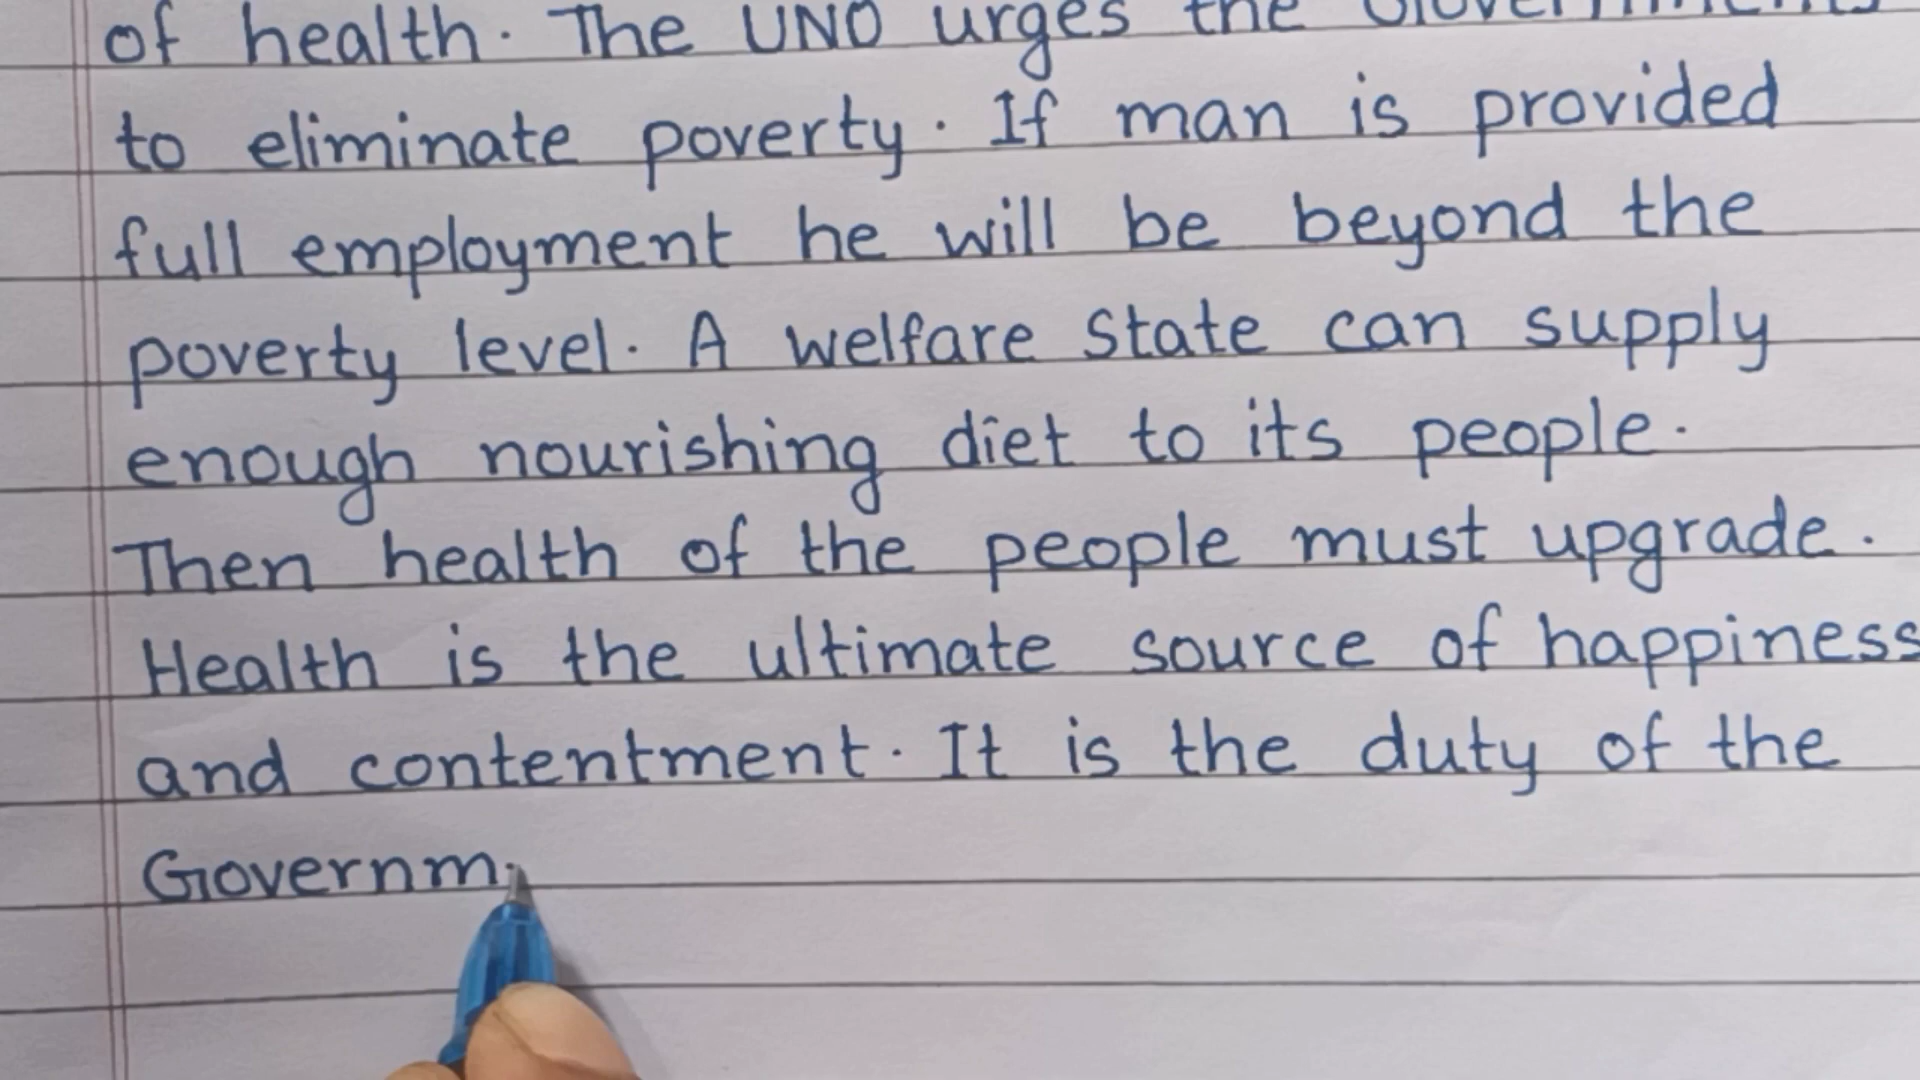 of health. The UNO urges the Governments
to eliminate poverty. If man is provided
full employment he will be beyond the
poverty level. A welfare state can supply
enough nourishing diet to its people.
Then health of the people must upgrade.
Health is the ultimate source of happiness
and contentment. It is the duty of the
Governm